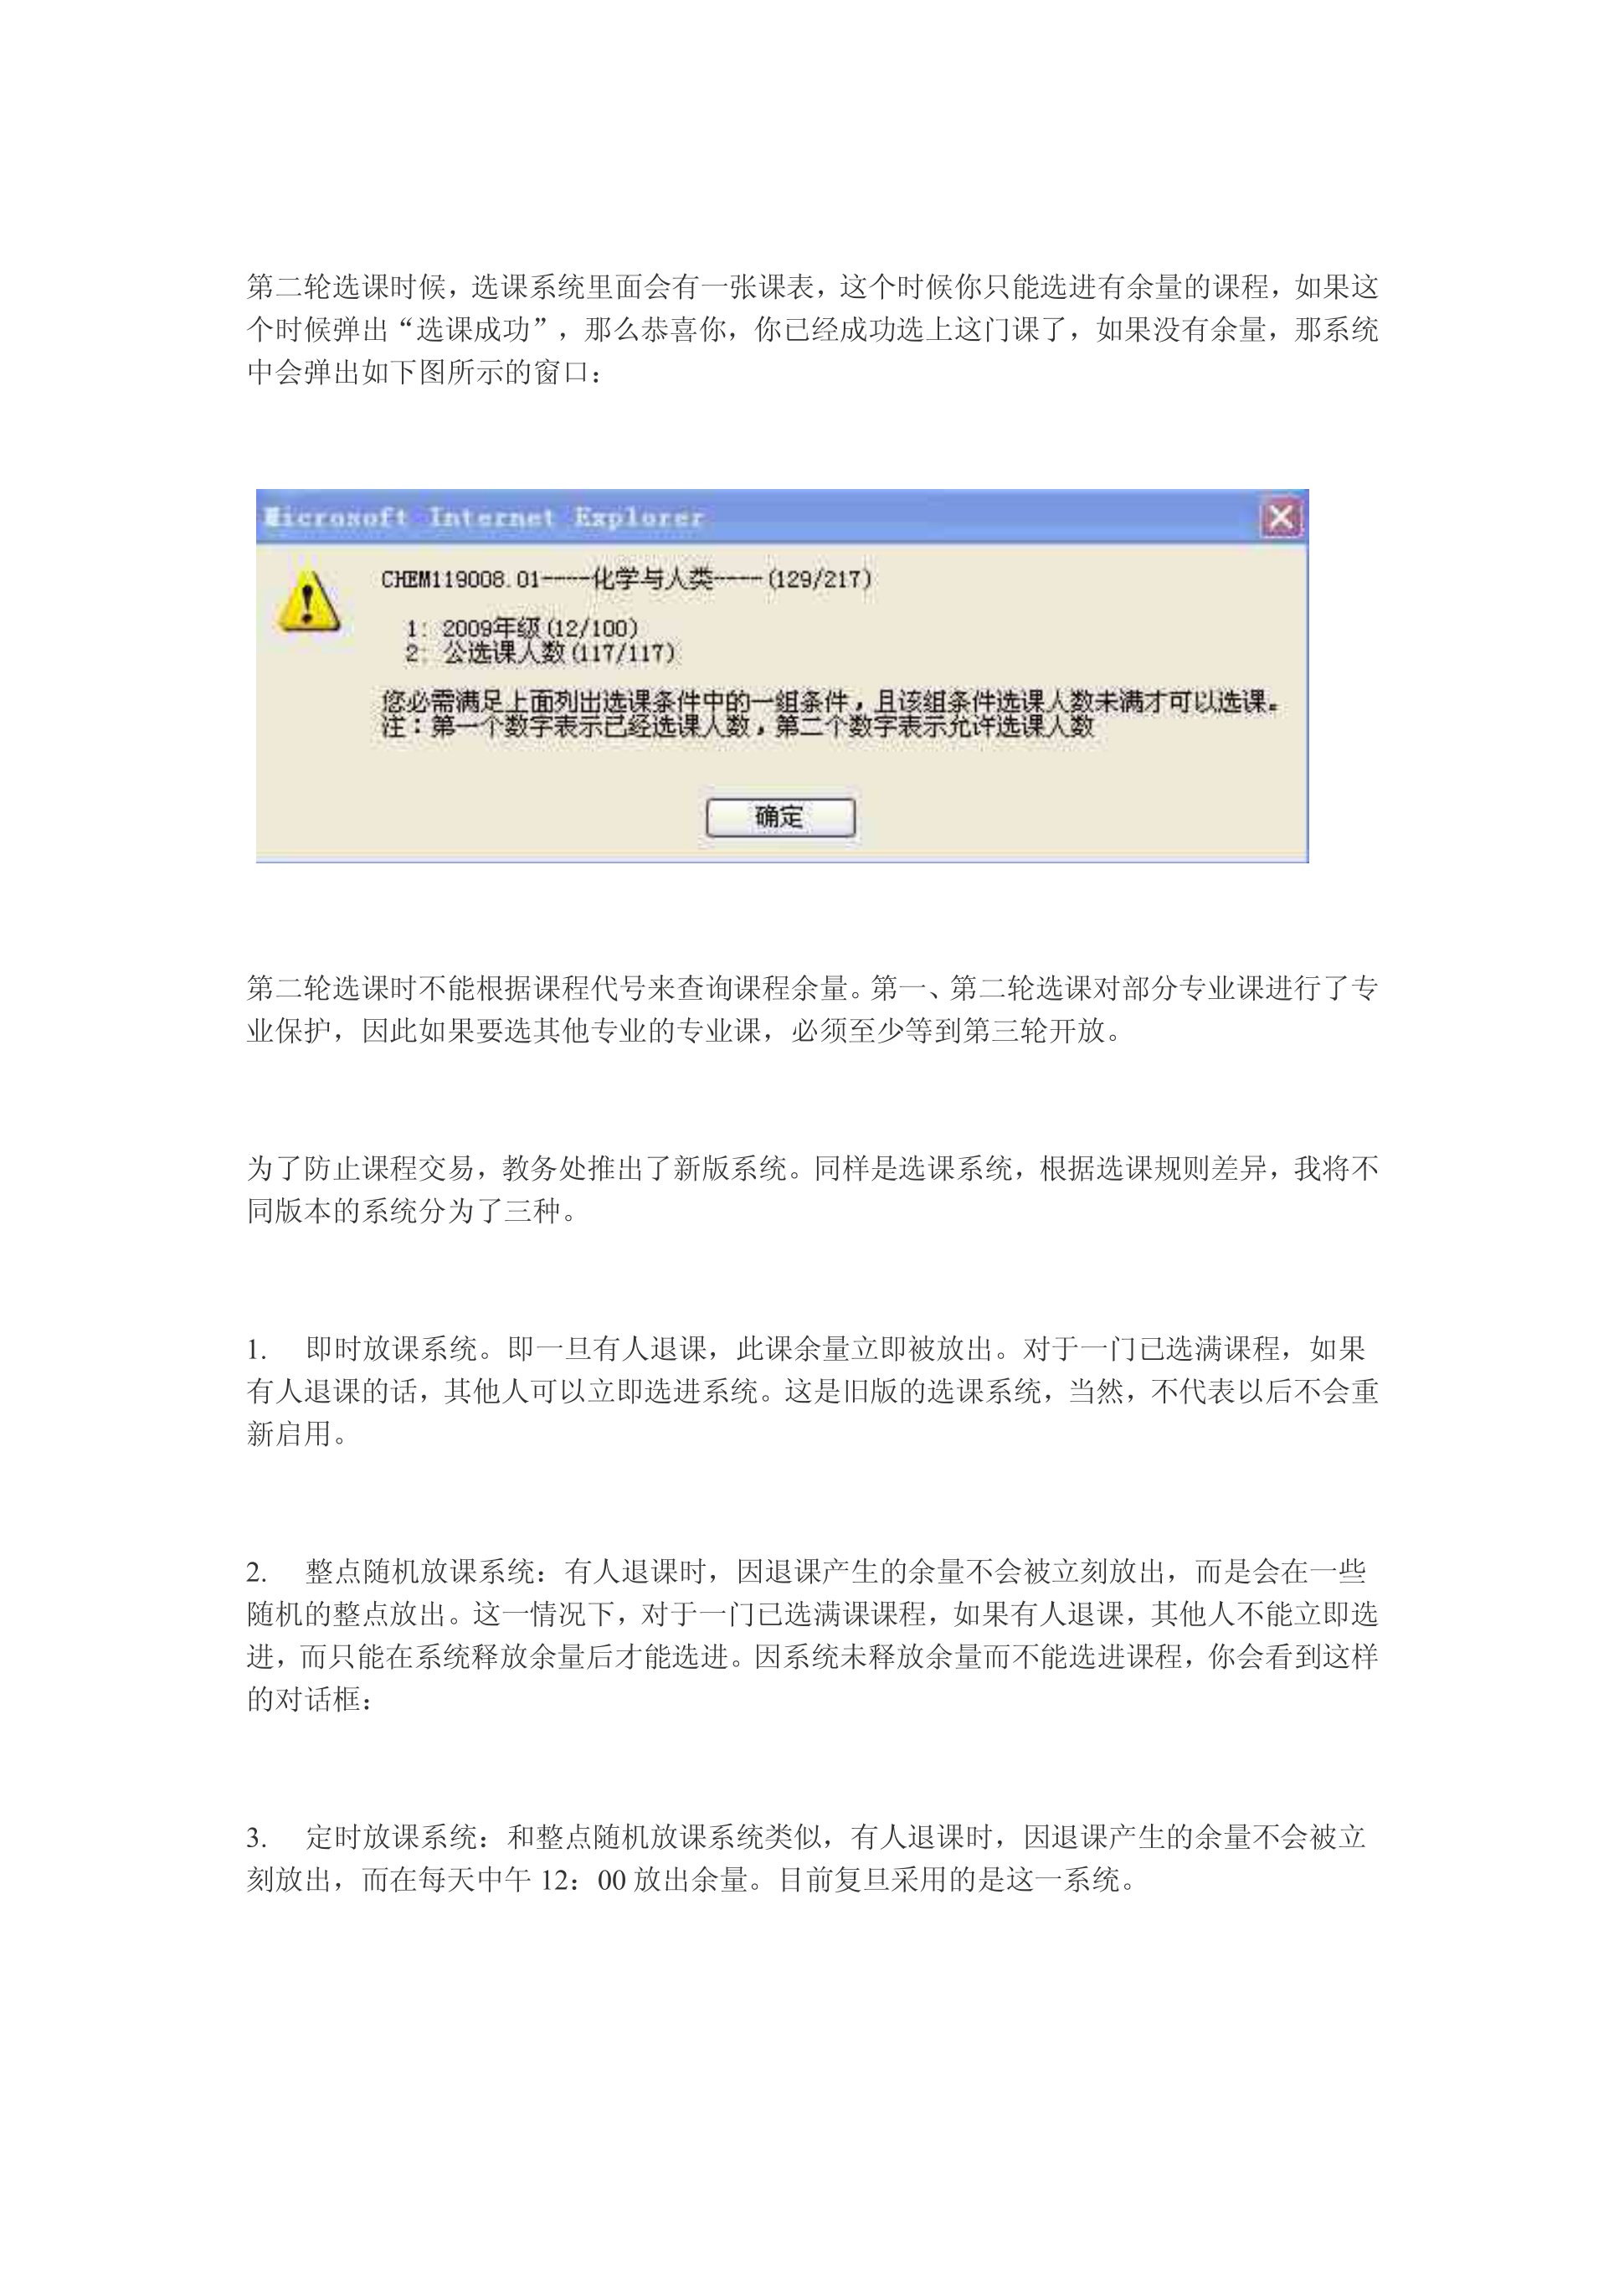 第二轮选课时候，选课系统里面会有一张课表，这个时候你只能选进有余量的课程，如果这
个时候弹出“选课成功”，那么恭喜你，你已经成功选上这门课了，如果没有余量，那系统
中会弹出如下图所示的窗口：
Microsoft Internet Explorer
CHEM119008.01----化学与人类----(129/217)
1: 2009年级(12/100)
2: 公选课人数(117/117)
您必需满足上面列出选课条件中的一组条件，且该组条件选课人数未满才可以选课。
注：第一个数字表示已经选课人数，第二个数字表示允许选课人数
确定
第二轮选课时不能根据课程代号来查询课程余量。第一、第二轮选课对部分专业课进行了专
业保护，因此如果要选其他专业的专业课，必须至少等到第三轮开放。
为了防止课程交易，教务处推出了新版系统。同样是选课系统，根据选课规则差异，我将不
同版本的系统分为了三种。
1. 即时放课系统。即一旦有人退课，此课余量立即被放出。对于一门已选满课程，如果
有人退课的话，其他人可以立即选进系统。这是旧版的选课系统，当然，不代表以后不会重
新启用。
2. 整点随机放课系统：有人退课时，因退课产生的余量不会被立刻放出，而是会在一些
随机的整点放出。这一情况下，对于一门已选满课课程，如果有人退课，其他人不能立即选
进，而只能在系统释放余量后才能选进。因系统未释放余量而不能选进课程，你会看到这样
的对话框：
3. 定时放课系统：和整点随机放课系统类似，有人退课时，因退课产生的余量不会被立
刻放出，而在每天中午 12：00 放出余量。目前复旦采用的是这一系统。